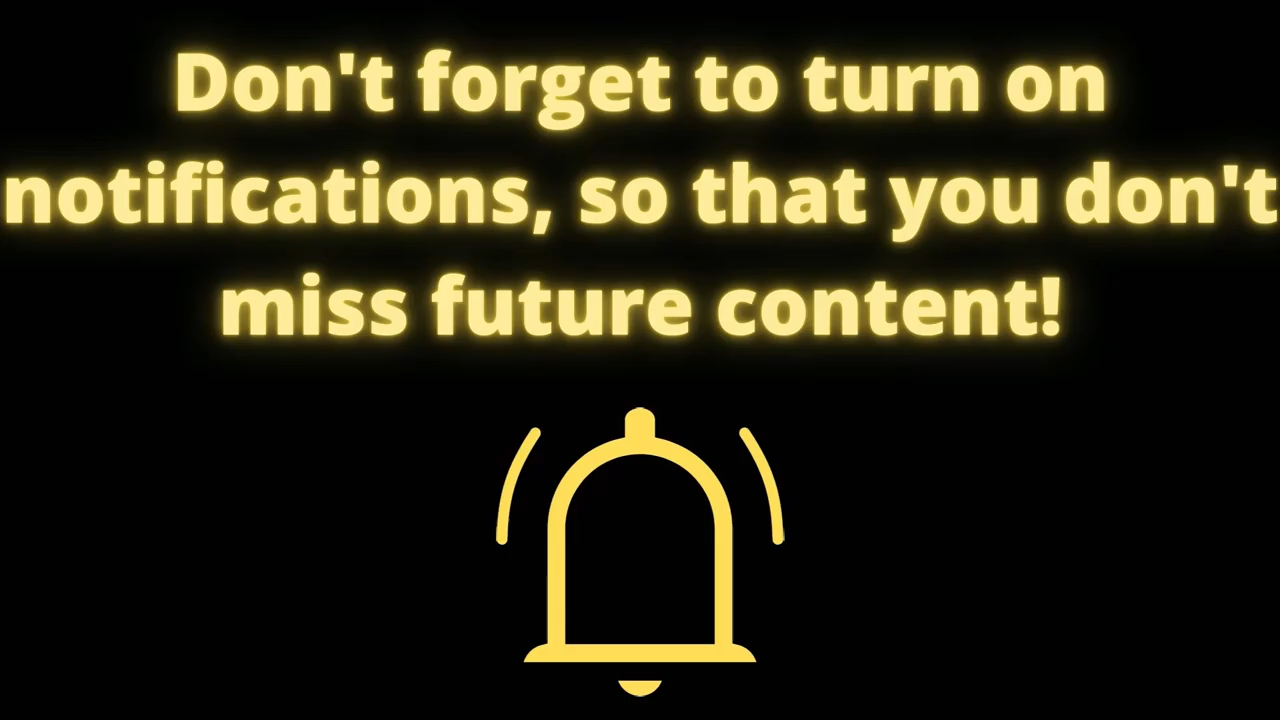 Don't forget to turn on
notifications, so that you don't
miss future content!